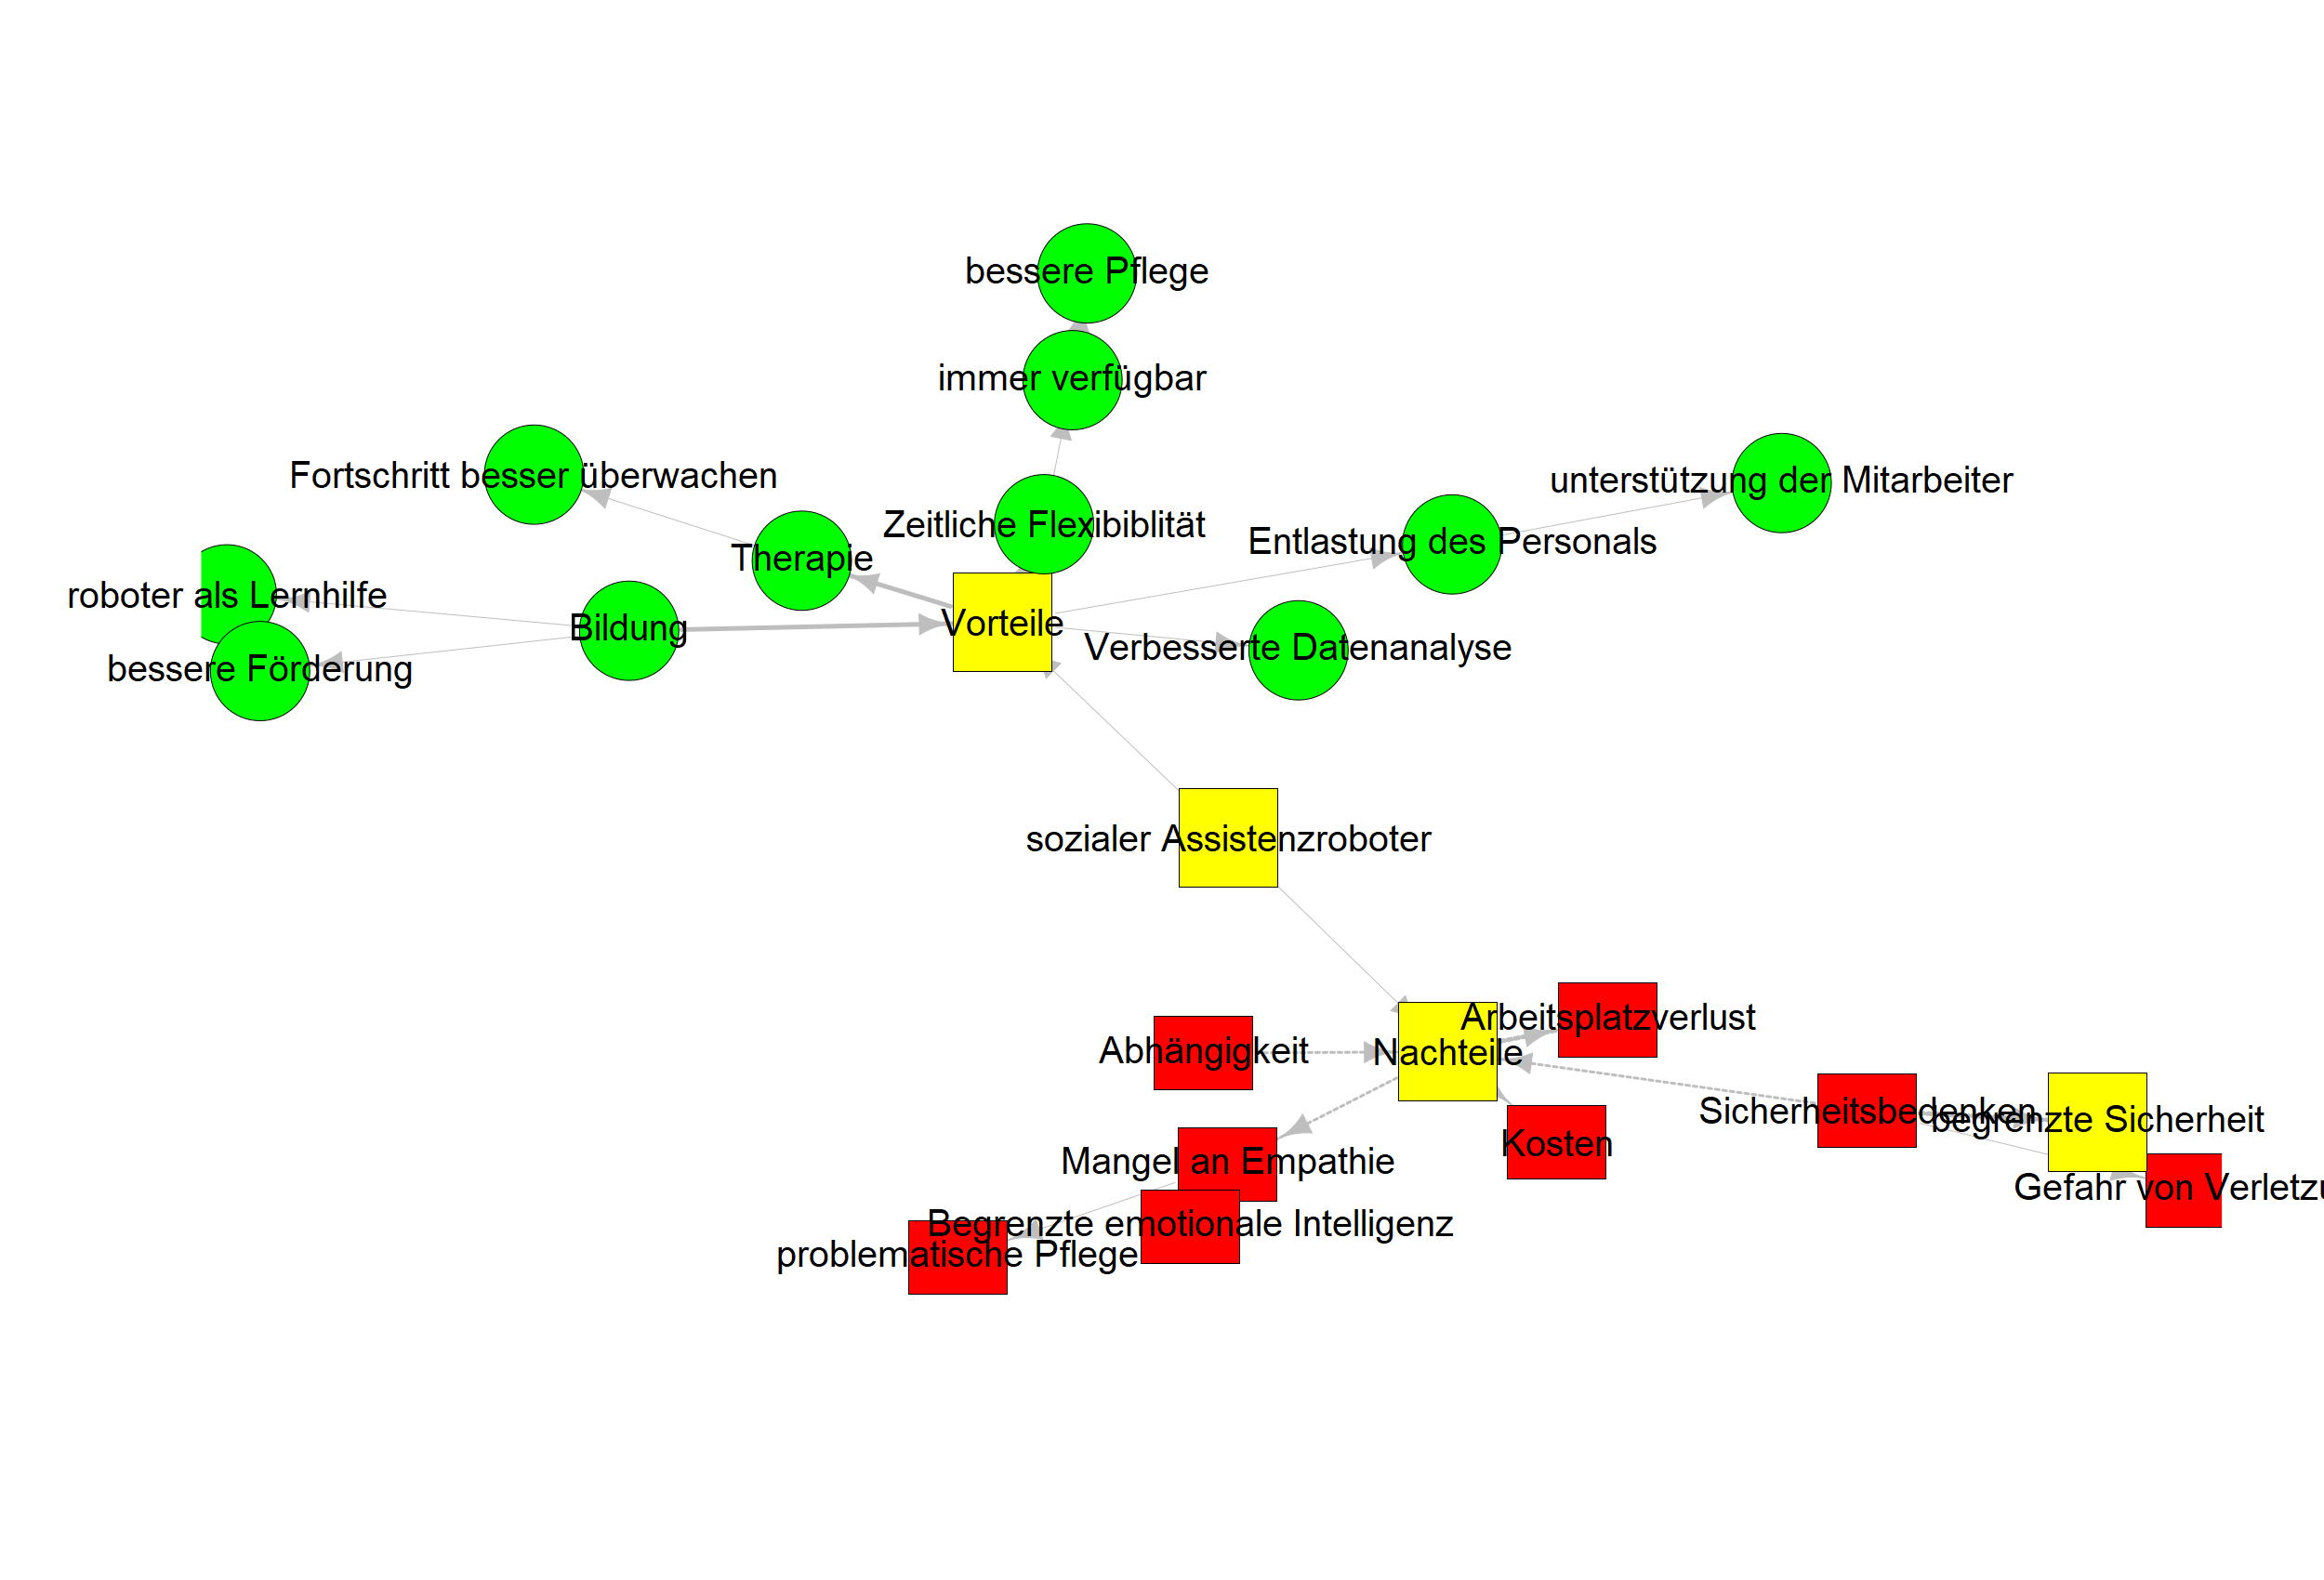 bessere Pflege
immer verfügbar
Fortschritt besser überwachen
unterstützung der Mitarbeiter
Zeitliche Flexibiblität
Entlastung des Personals
Therapie
roboter als Lernhilfe
Bildung
Vorteile
Verbesserte Datenanalyse
bessere Förderung
sozialer Assistenzroboter
Arbeitsplatzverlust
Abhängigkeit
Nachteile
Sicherheitsbedenken
begrenzte Sicherheit
Kosten
Mangel an Empathie
Gefahr von Verletzu
Begrenzte emotionale Intelligenz
problematische Pflege